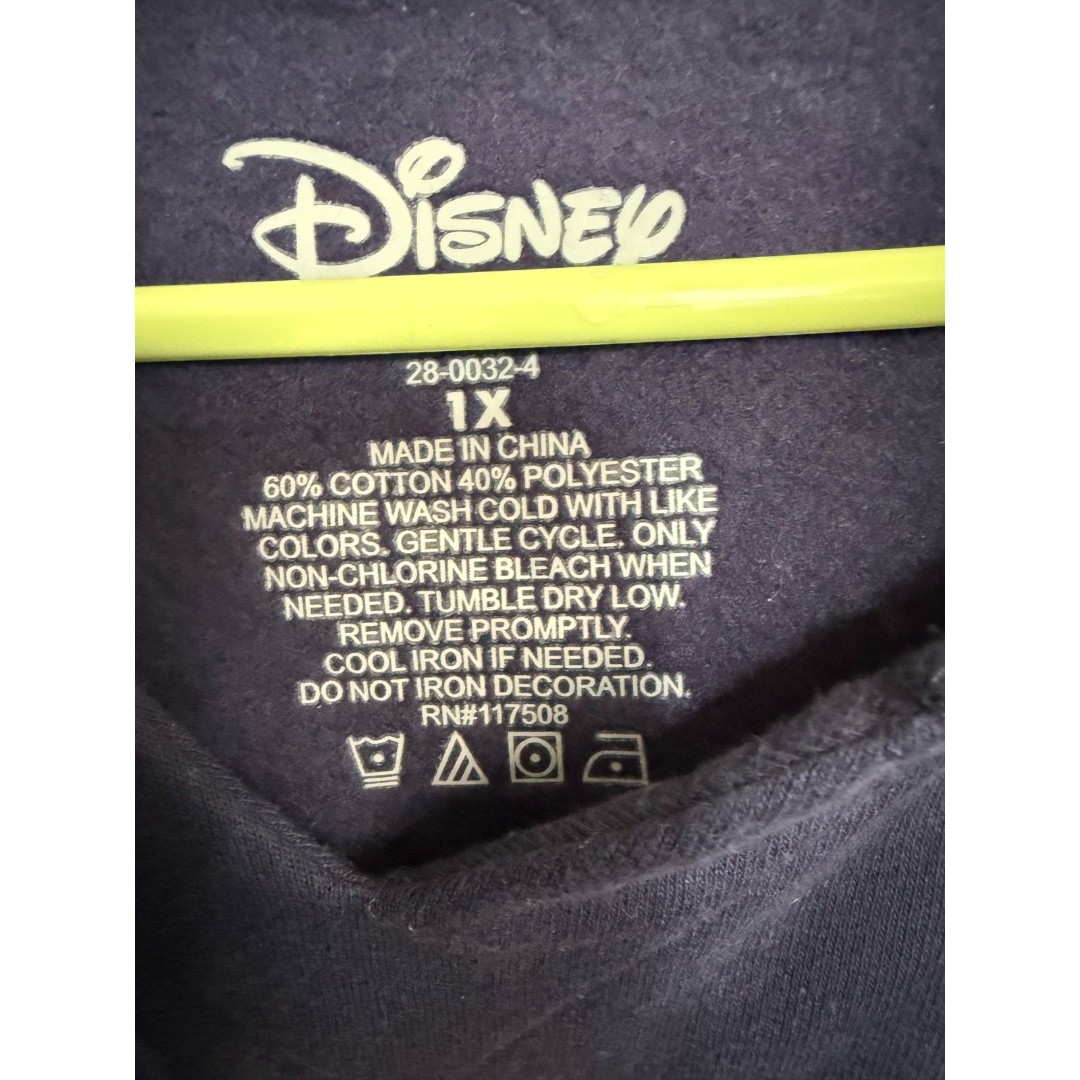 Disney
28-0032-4
1X
MADE IN CHINA
60% COTTON 40% POLYESTER
MACHINE WASH COLD WITH LIKE
COLORS. GENTLE CYCLE. ONLY
NON-CHLORINE BLEACH WHEN
NEEDED. TUMBLE DRY LOW.
REMOVE PROMPTLY.
COOL IRON IF NEEDED.
DO NOT IRON DECORATION.
RN#117508